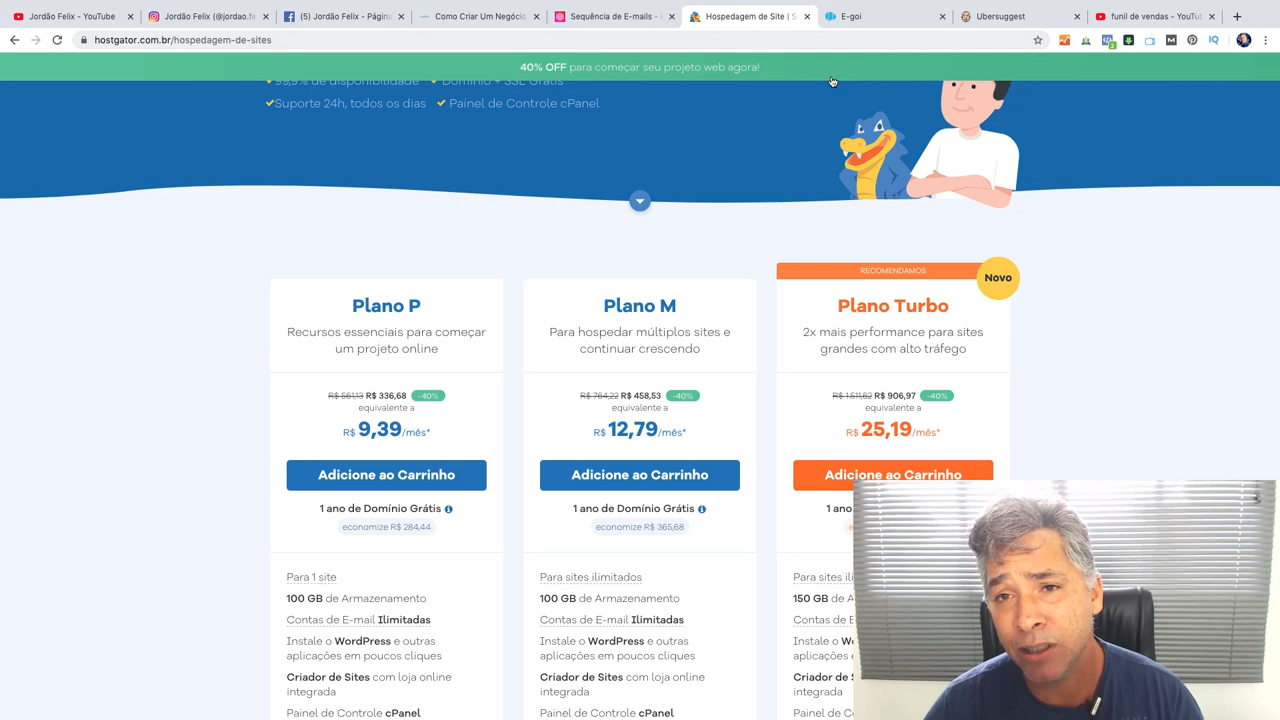 Jordão Felix - YouTube
Jordão Felix (@jordao.fe
(5) Jordão Felix - Página
Como Criar Um Negócio
Sequência de E-mails -
Hospedagem de Site | S
E-goi
Ubersuggest
funil de vendas - YouTu
hostgator.com.br/hospedagem-de-sites
40% OFF para começar seu projeto web agora!
99,9% de disponibilidade
Domínio + SSL Grátis
Suporte 24h, todos os dias
Painel de Controle cPanel
RECOMENDAMOS
Novo
Plano P
Recursos essenciais para começar
um projeto online
R$ 561,13 R$ 336,68 -40%
equivalente a
R$ 9,39/mês*
Adicione ao Carrinho
1 ano de Domínio Grátis
economize R$ 284,44
Para 1 site
100 GB de Armazenamento
Contas de E-mail Ilimitadas
Instale o WordPress e outras
aplicações em poucos cliques
Criador de Sites com loja online
integrada
Painel de Controle cPanel
Plano M
Para hospedar múltiplos sites e
continuar crescendo
R$ 764,22 R$ 458,53 -40%
equivalente a
R$ 12,79/mês*
Adicione ao Carrinho
1 ano de Domínio Grátis
economize R$ 365,68
Para sites ilimitados
100 GB de Armazenamento
Contas de E-mail Ilimitadas
Instale o WordPress e outras
aplicações em poucos cliques
Criador de Sites com loja online
integrada
Painel de Controle cPanel
Plano Turbo
2x mais performance para sites
grandes com alto tráfego
R$ 1.511,62 R$ 906,97 -40%
equivalente a
R$ 25,19/mês*
Adicione ao Carrinho
1 ano
Para sites ili
150 GB de A
Contas de E
Instale o W
aplicações
Criador de S
integrada
Painel de Co